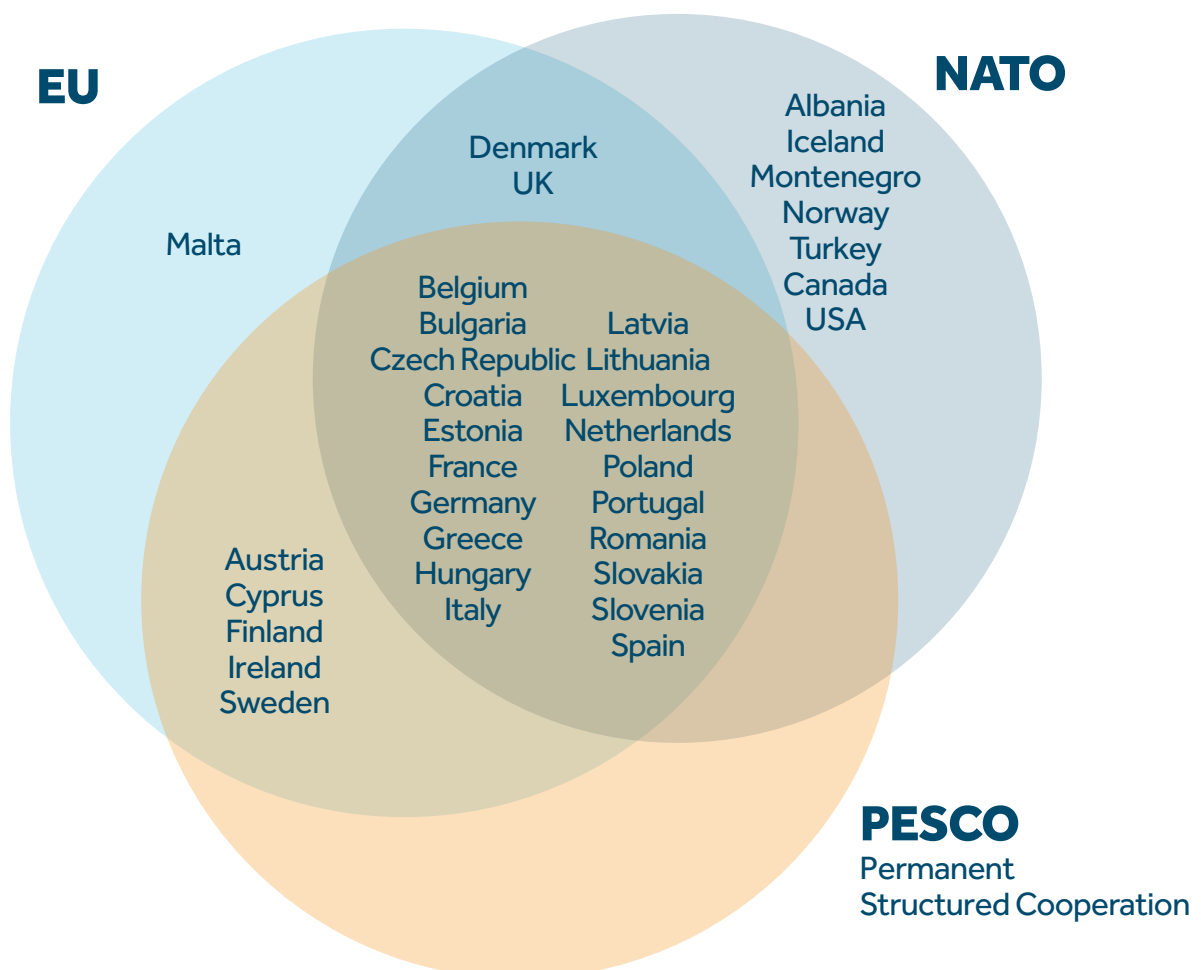 EU
NATO
Albania
Iceland
Montenegro
Norway
Turkey
Canada
USA
Denmark
UK
Malta
Belgium
Bulgaria
Czech Republic
Croatia
Estonia
France
Germany
Greece
Hungary
Italy
Latvia
Lithuania
Luxembourg
Netherlands
Poland
Portugal
Romania
Slovakia
Slovenia
Spain
Austria
Cyprus
Finland
Ireland
Sweden
PESCO
Permanent
Structured Cooperation